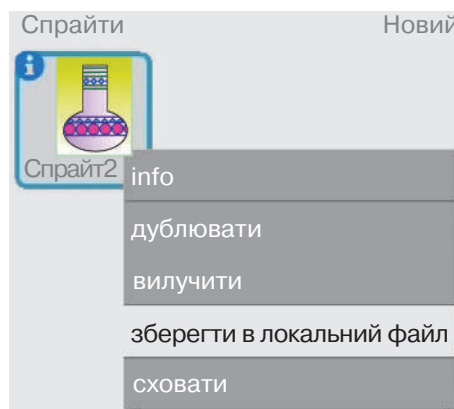 Спрайти Новий
Спрайт2
info
дублювати
вилучити
зберегти в локальний файл
сховати